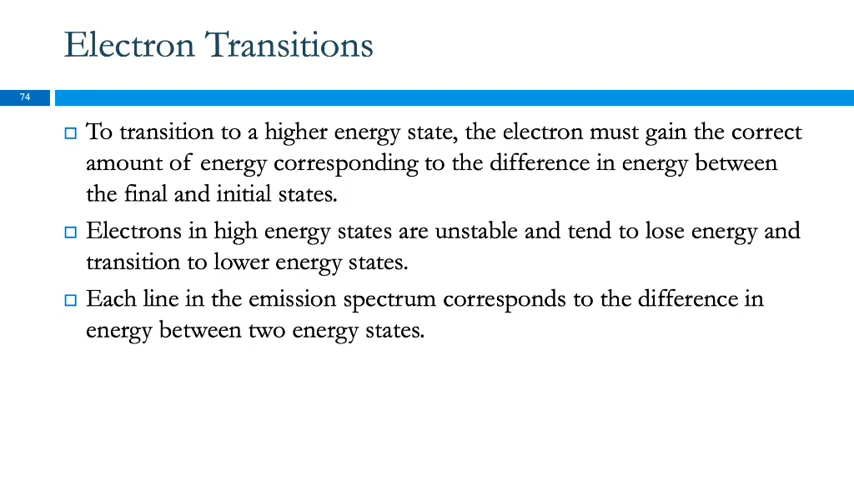 Electron Transitions
74
To transition to a higher energy state, the electron must gain the correct
amount of energy corresponding to the difference in energy between
the final and initial states.
Electrons in high energy states are unstable and tend to lose energy and
transition to lower energy states.
Each line in the emission spectrum corresponds to the difference in
energy between two energy states.